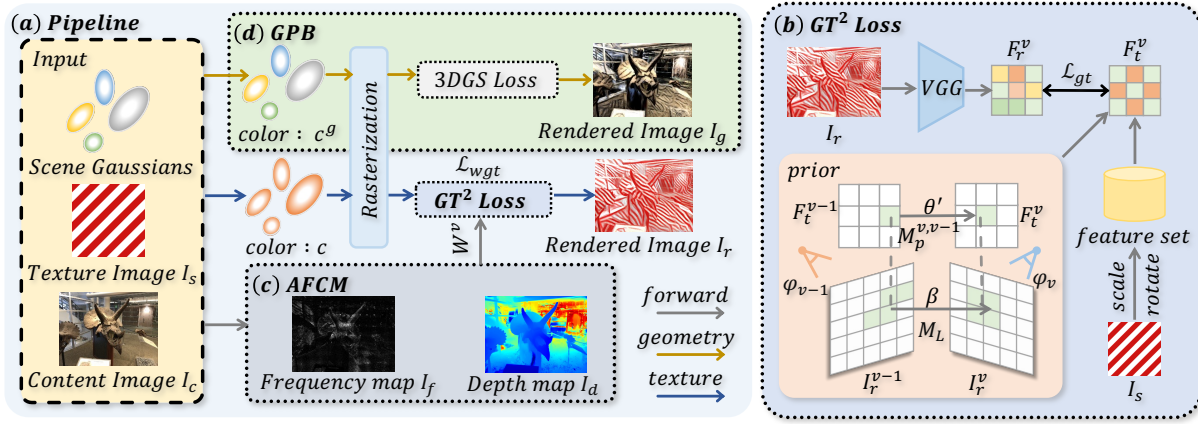 (a) Pipeline
Input
Scene Gaussians
Texture Image I_s
Content Image I_c
(d) GPB
color : c^g
Rasterization
3DGS Loss
Rendered Image I_g
color : c
ℒ_wgt
GT² Loss
W^v
Rendered Image I_r
(c) AFCM
Frequency map I_f
Depth map I_d
forward
geometry
texture
(b) GT² Loss
I_r
VGG
F_r^v
ℒ_gt
F_t^v
prior
F_t^{v-1}
θ′
M_p^{v,v-1}
F_t^v
φ_{v-1}
φ_v
β
M_L
I_r^{v-1}
I_r^v
feature set
scale
rotate
I_s